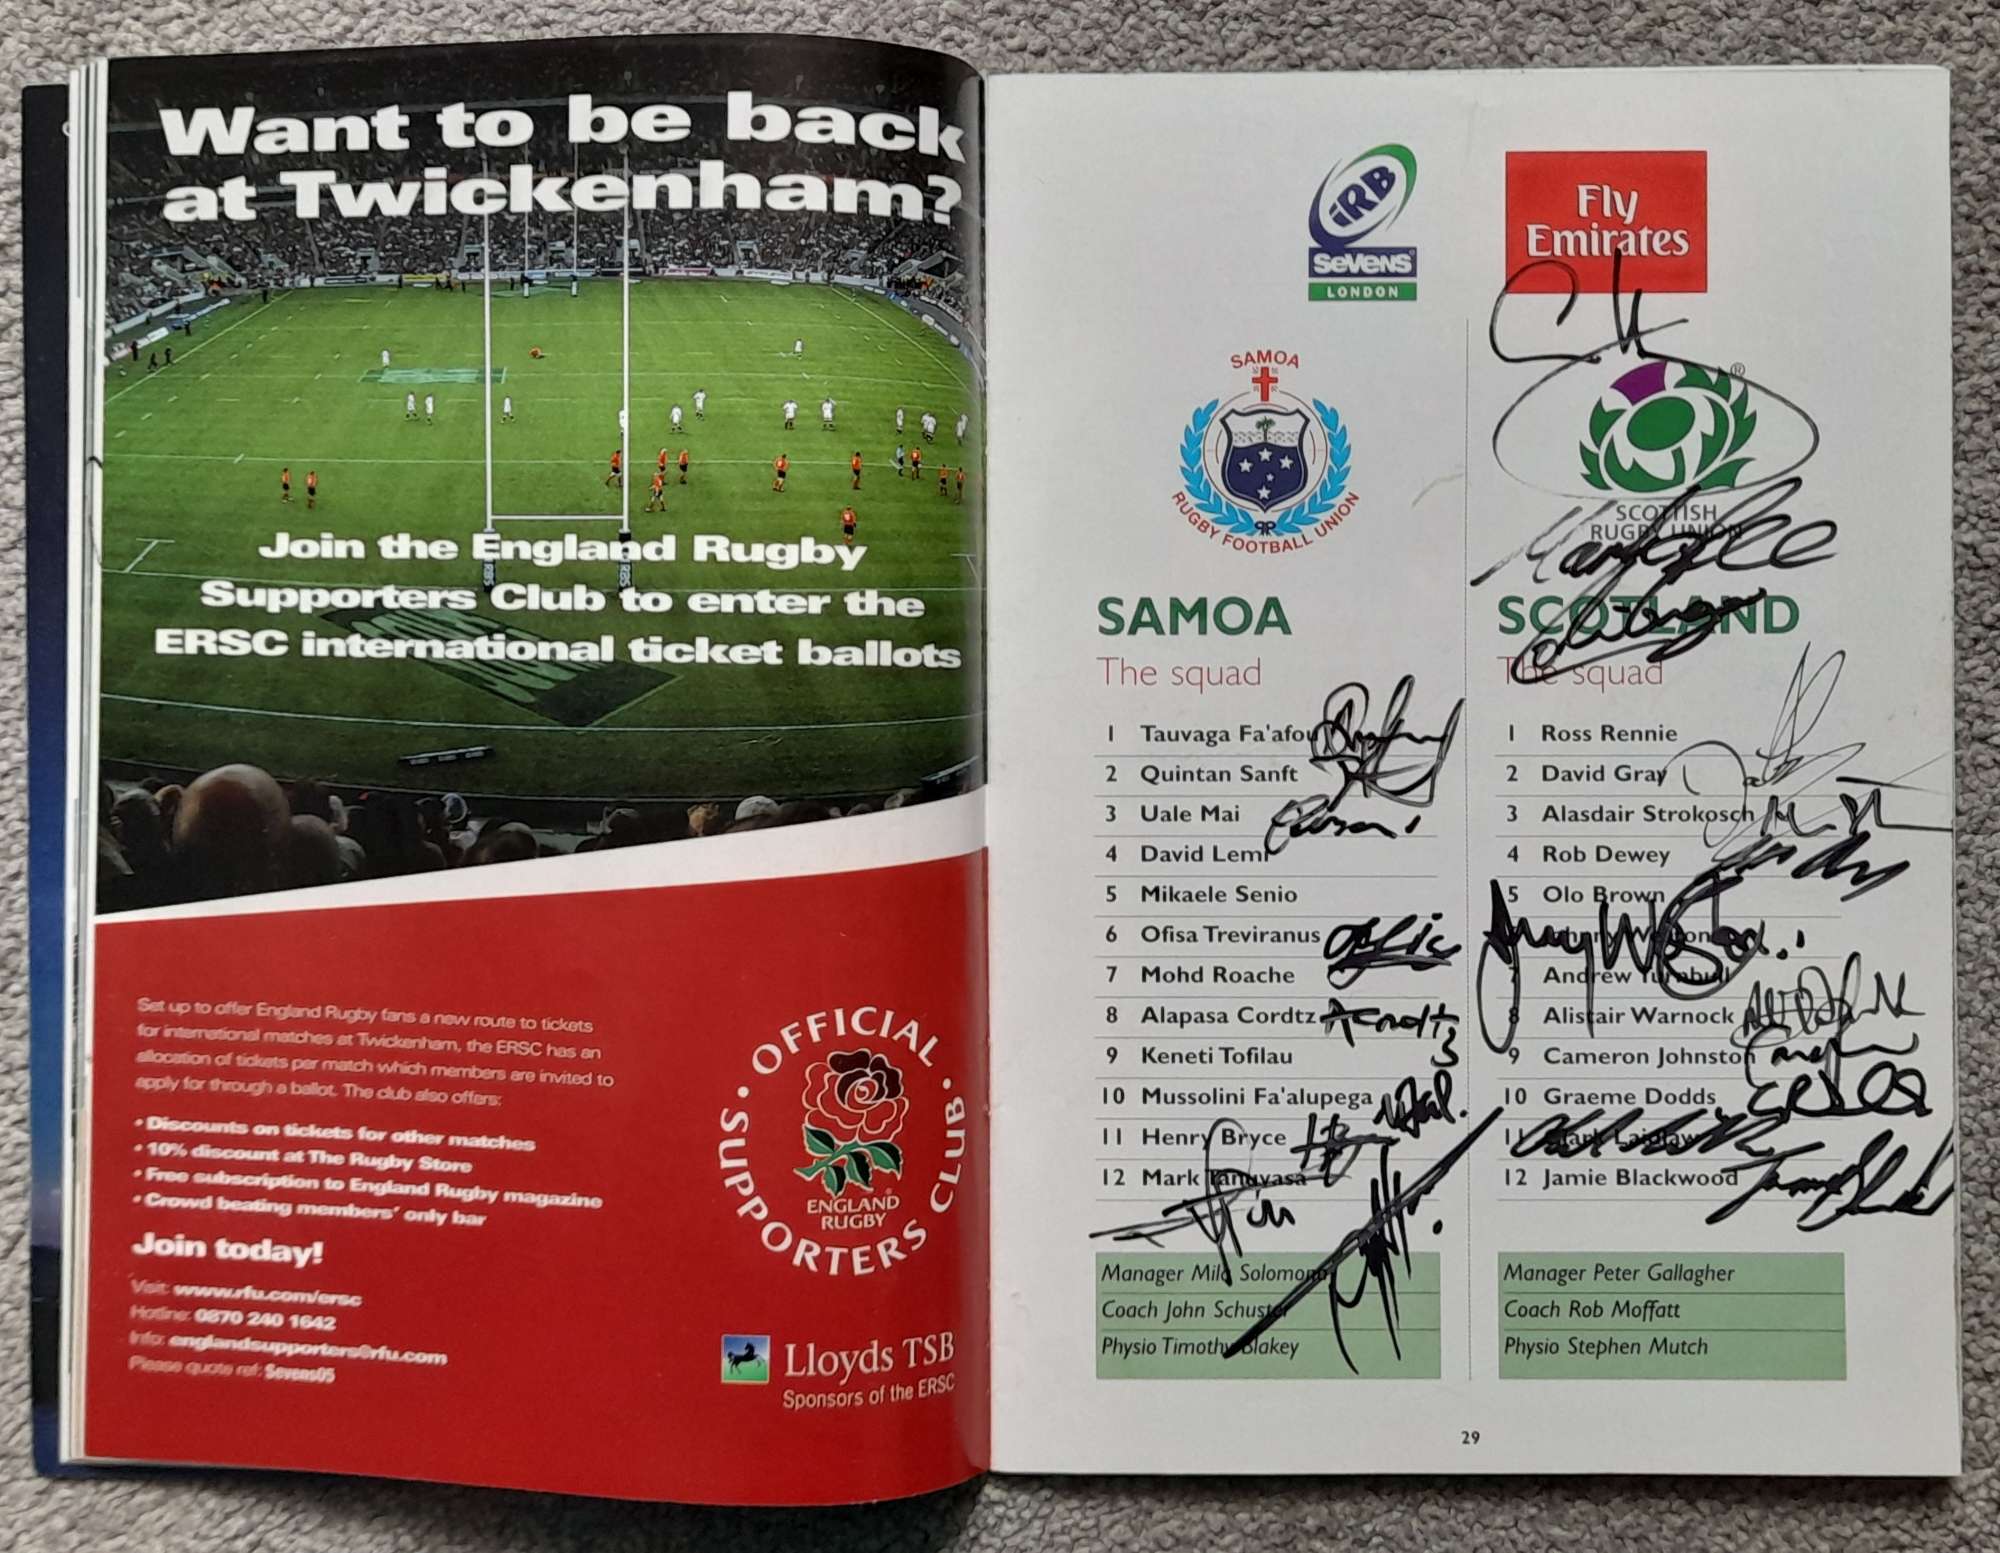 Want to be back
at Twickenham?
Join the England Rugby
Supporters Club to enter the
ERSC international ticket ballots
Set up to offer England Rugby fans a new route to tickets
for international matches at Twickenham, the ERSC has an
allocation of tickets per match which members are invited to
apply for through a ballot. The club also offers:
• Discounts on tickets for other matches
• 10% discount at The Rugby Store
• Free subscription to England Rugby magazine
• Crowd beating members' only bar
Join today!
Visit: www.rfu.com/ersc
Hotline: 0870 240 1642
Info: englandsupporters@rfu.com
Please quote ref: Sevens05
• OFFICIAL •
SUPPORTERS CLUB
ENGLAND
RUGBY
Lloyds TSB
Sponsors of the ERSC
iRB
SEVENS
LONDON
Fly
Emirates
SAMOA
RUGBY FOOTBALL UNION
SAMOA
The squad
1 Tauvaga Fa'afou
2 Quintan Sanft
3 Uale Mai
4 David Lemi
5 Mikaele Senio
6 Ofisa Treviranus
7 Mohd Roache
8 Alapasa Cordtz
9 Keneti Tofilau
10 Mussolini Fa'alupega
11 Henry Bryce
12 Mark Tanuvasa
Manager Milo Solomona
Coach John Schuster
Physio Timothy Blakey
®
SCOTTISH
RUGBY UNION
SCOTLAND
The squad
1 Ross Rennie
2 David Gray
3 Alasdair Strokosch
4 Rob Dewey
5 Olo Brown
7 Andrew Turnbull
8 Alistair Warnock
9 Cameron Johnston
10 Graeme Dodds
11 Mark Laidlaw
12 Jamie Blackwood
Manager Peter Gallagher
Coach Rob Moffatt
Physio Stephen Mutch
29